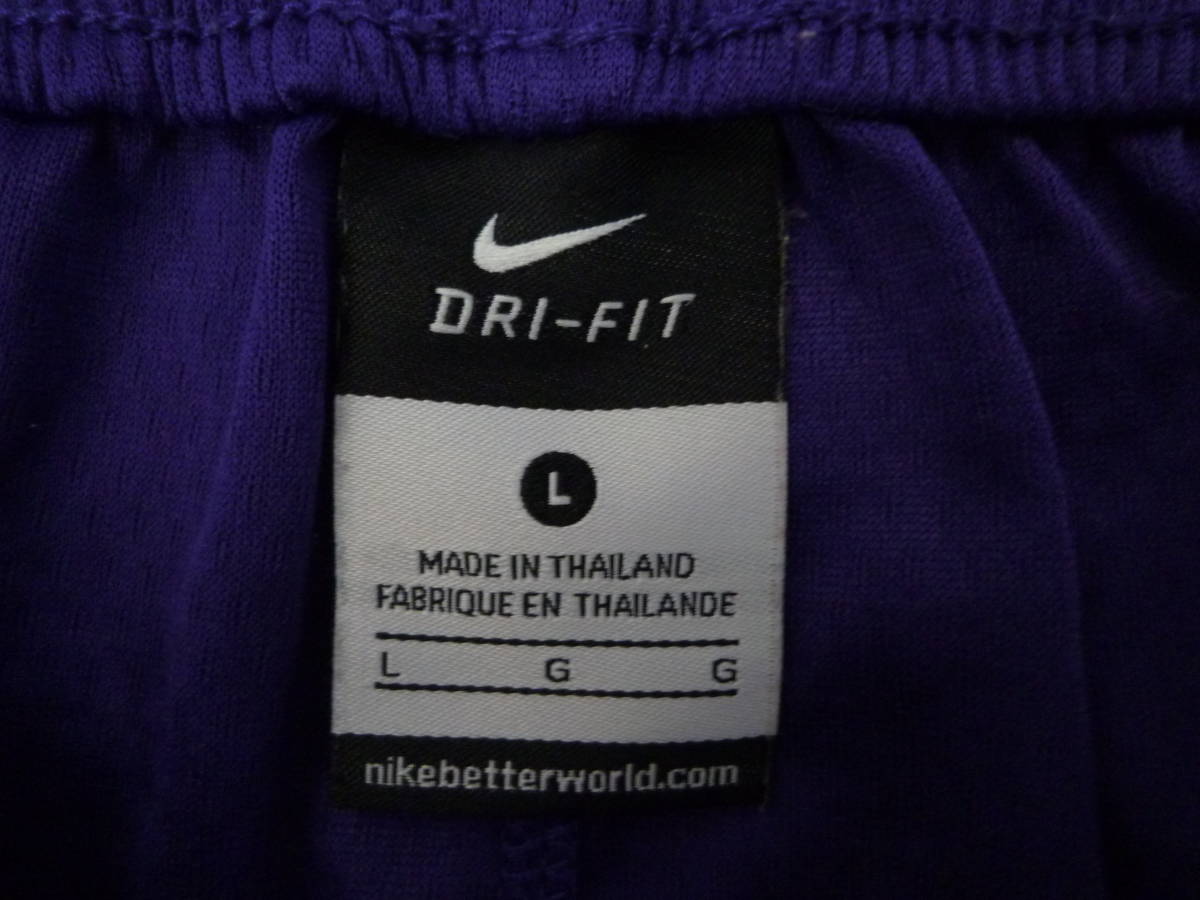 DRI-FIT
L
MADE IN THAILAND
FABRIQUE EN THAILANDE
L G G
nikebetterworld.com